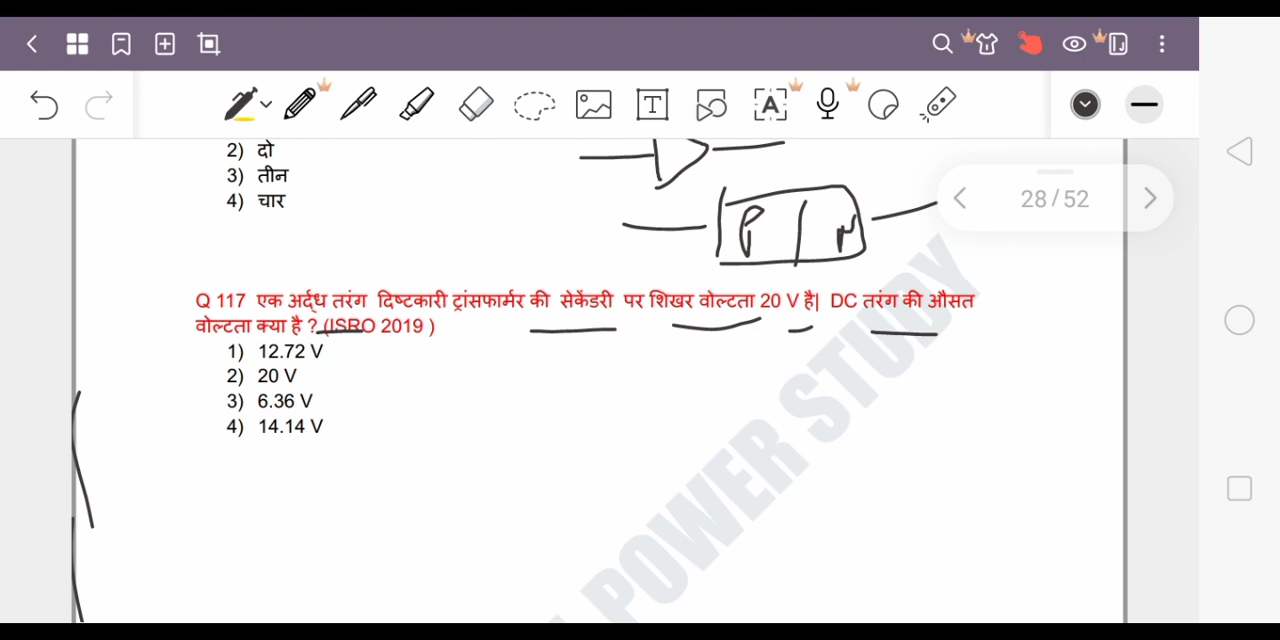 28/52
2) दो
3) तीन
4) चार
P N
Q 117 एक अर्द्ध तरंग दिष्टकारी ट्रांसफार्मर की सेकेंडरी पर शिखर वोल्टता 20 V है| DC तरंग की औसत
वोल्टता क्या है ? (ISRO 2019 )
1) 12.72 V
2) 20 V
3) 6.36 V
4) 14.14 V
POWER STUDY